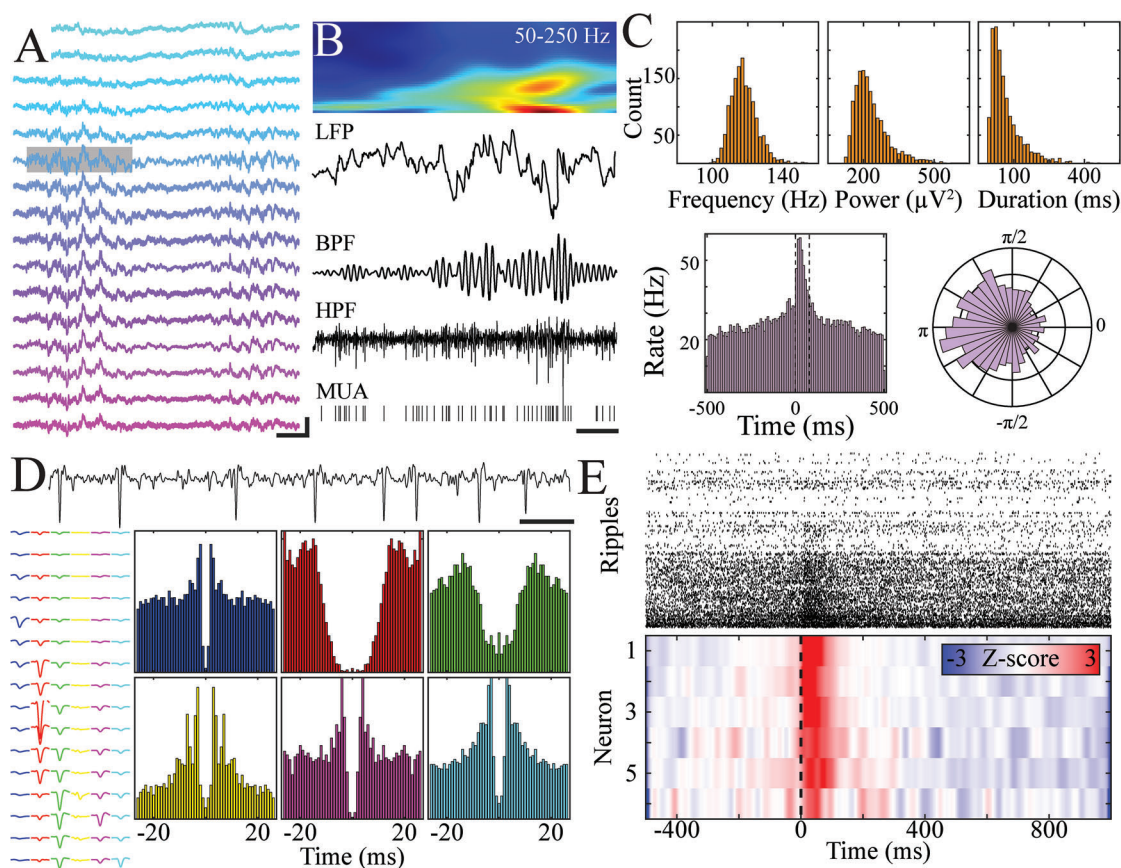 A
B
50-250 Hz
LFP
BPF
HPF
MUA
C
Count
150
50
100 140
Frequency (Hz)
200 400
Power (µV²)
100 400
Duration (ms)
Rate (Hz)
50
20
-500 0 500
Time (ms)
π/2
π
0
-π/2
D
-20 20
-20 20
-20 20
Time (ms)
E
Ripples
-3 Z-score 3
Neuron
1
3
5
-400 0 400 800
Time (ms)